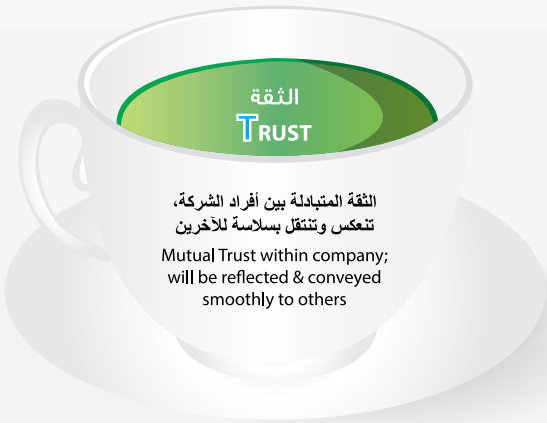 الثقة
TRUST
الثقة المتبادلة بين أفراد الشركة،
تنعكس وتنتقل بسلاسة للآخرين
Mutual Trust within company;
will be reflected & conveyed
smoothly to others